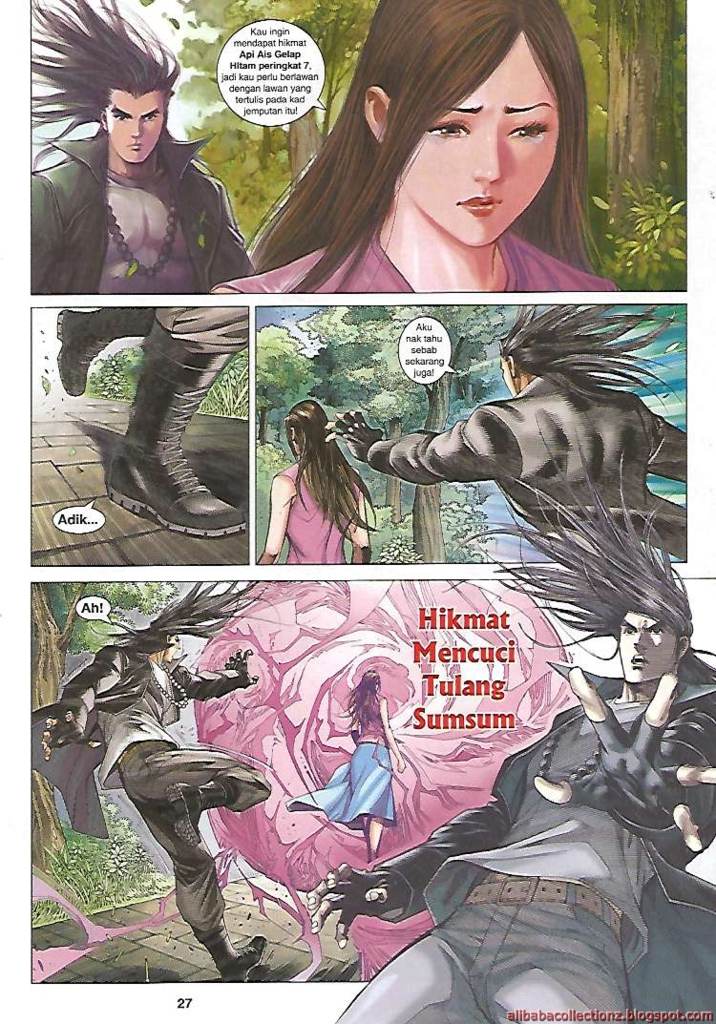 Kau ingin
mendapat hikmat
Api Ais Gelap
Hitam peringkat 7,
jadi kau perlu berlawan
dengan lawan yang
tertulis pada kad
jemputan itu!
Adik...
Aku
nak tahu
sebab
sekarang
juga!
Ah!
Hikmat
Mencuci
Tulang
Sumsum
27
alibabacollectionz.blogspot.com